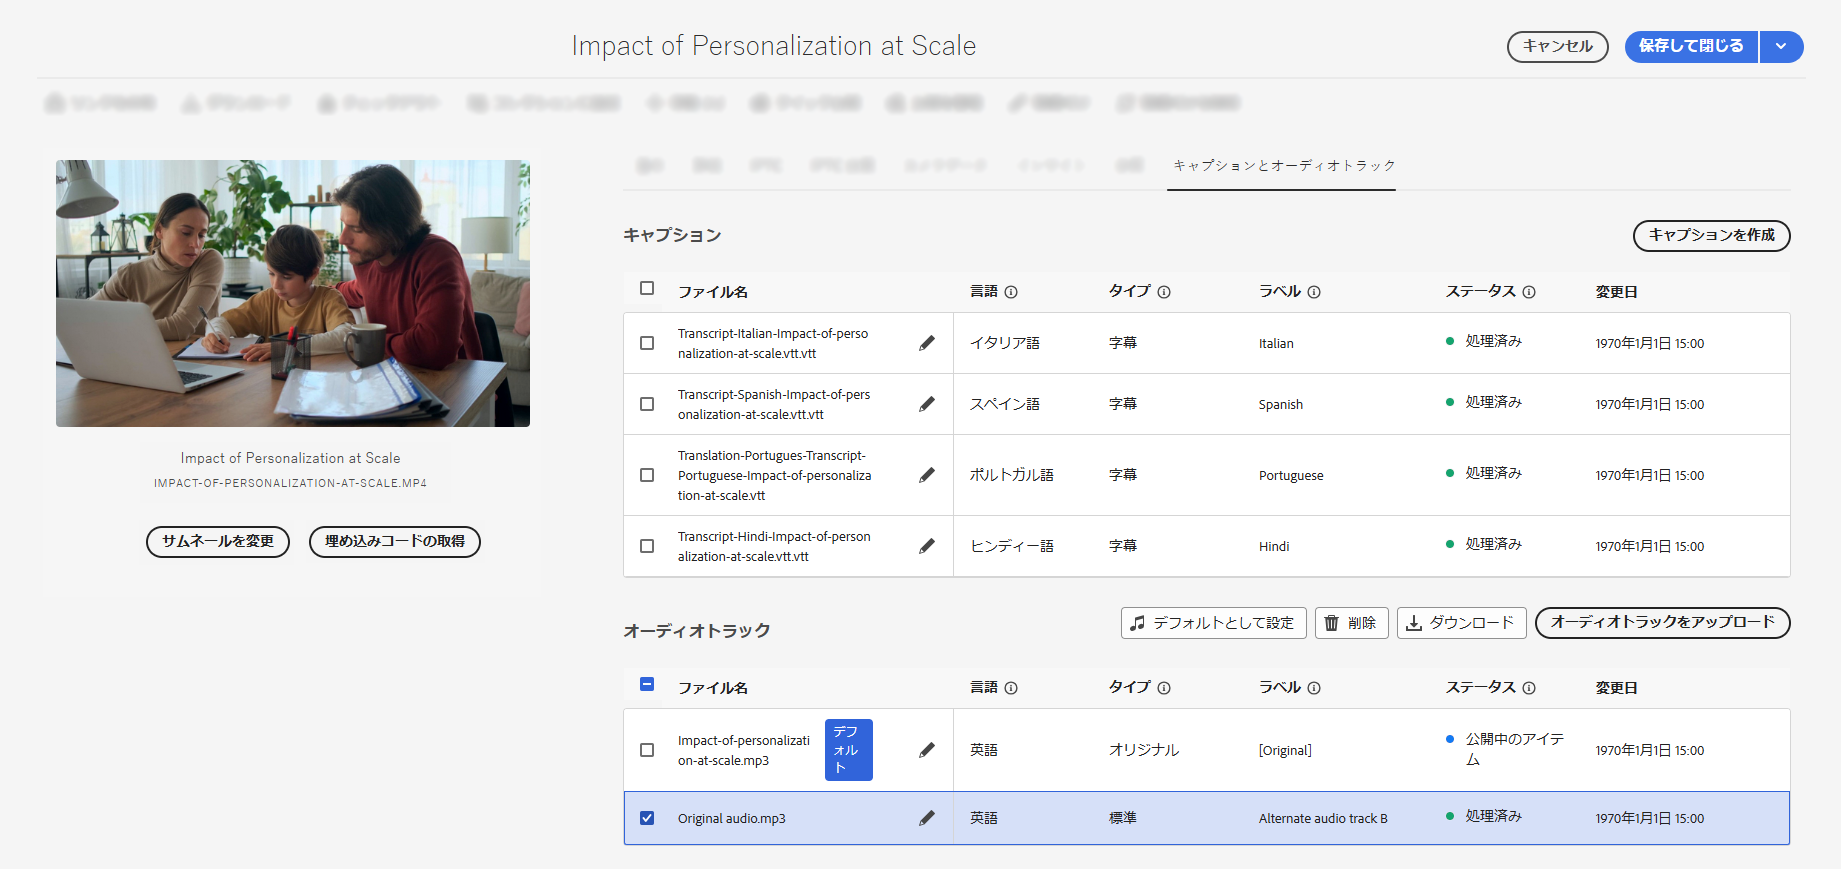 Impact of Personalization at Scale
キャンセル
保存して閉じる
キャプションとオーディオトラック
Impact of Personalization at Scale
IMPACT-OF-PERSONALIZATION-AT-SCALE.MP4
サムネールを変更
埋め込みコードの取得
キャプション
キャプションを作成
ファイル名 言語 タイプ ラベル ステータス 変更日
Transcript-Italian-Impact-of-perso
nalization-at-scale.vtt.vtt
イタリア語 字幕 Italian 処理済み 1970年1月1日 15:00
Transcript-Spanish-Impact-of-pers
onalization-at-scale.vtt.vtt
スペイン語 字幕 Spanish 処理済み 1970年1月1日 15:00
Translation-Portugues-Transcript-
Portuguese-Impact-of-personaliza
tion-at-scale.vtt
ポルトガル語 字幕 Portuguese 処理済み 1970年1月1日 15:00
Transcript-Hindi-Impact-of-person
alization-at-scale.vtt.vtt
ヒンディー語 字幕 Hindi 処理済み 1970年1月1日 15:00
オーディオトラック
デフォルトとして設定
削除
ダウンロード
オーディオトラックをアップロード
ファイル名 言語 タイプ ラベル ステータス 変更日
Impact-of-personalizati
on-at-scale.mp3
デフ
ォル
ト
英語 オリジナル [Original]
公開中のアイテ
ム
1970年1月1日 15:00
Original audio.mp3 英語 標準 Alternate audio track B 処理済み 1970年1月1日 15:00